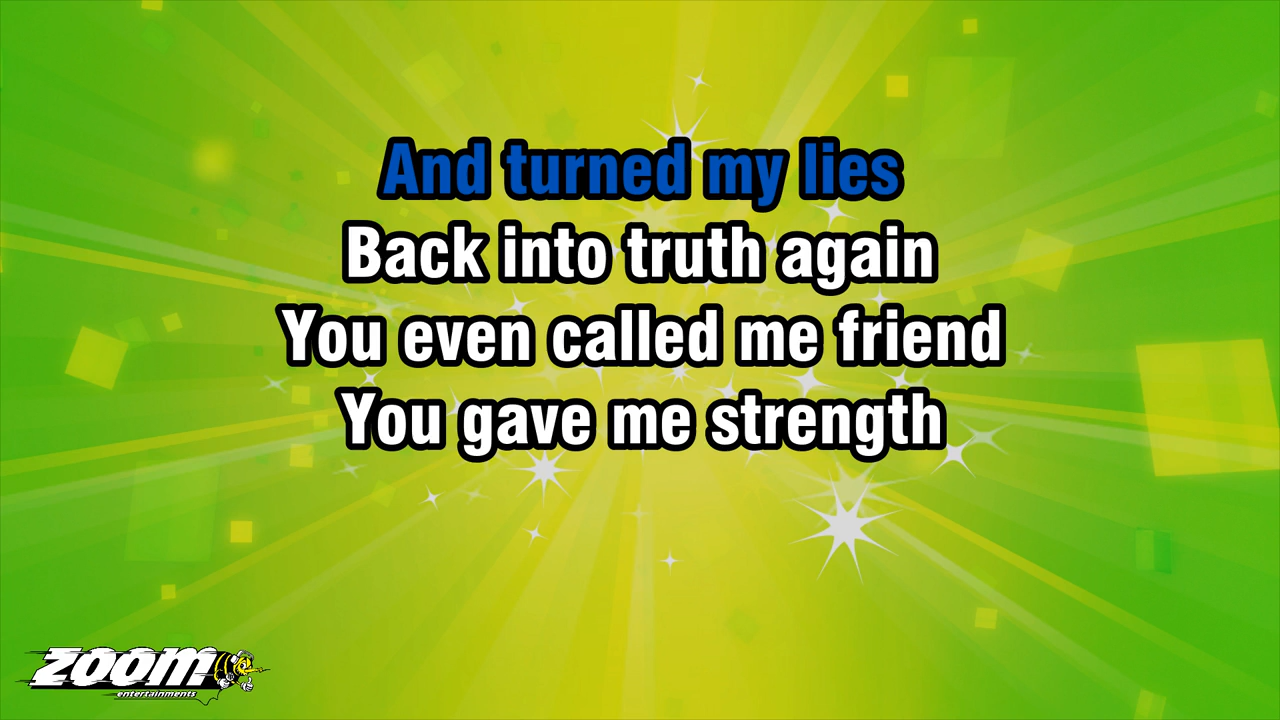 And turned my lies
Back into truth again
You even called me friend
You gave me strength
zoom
entertainments